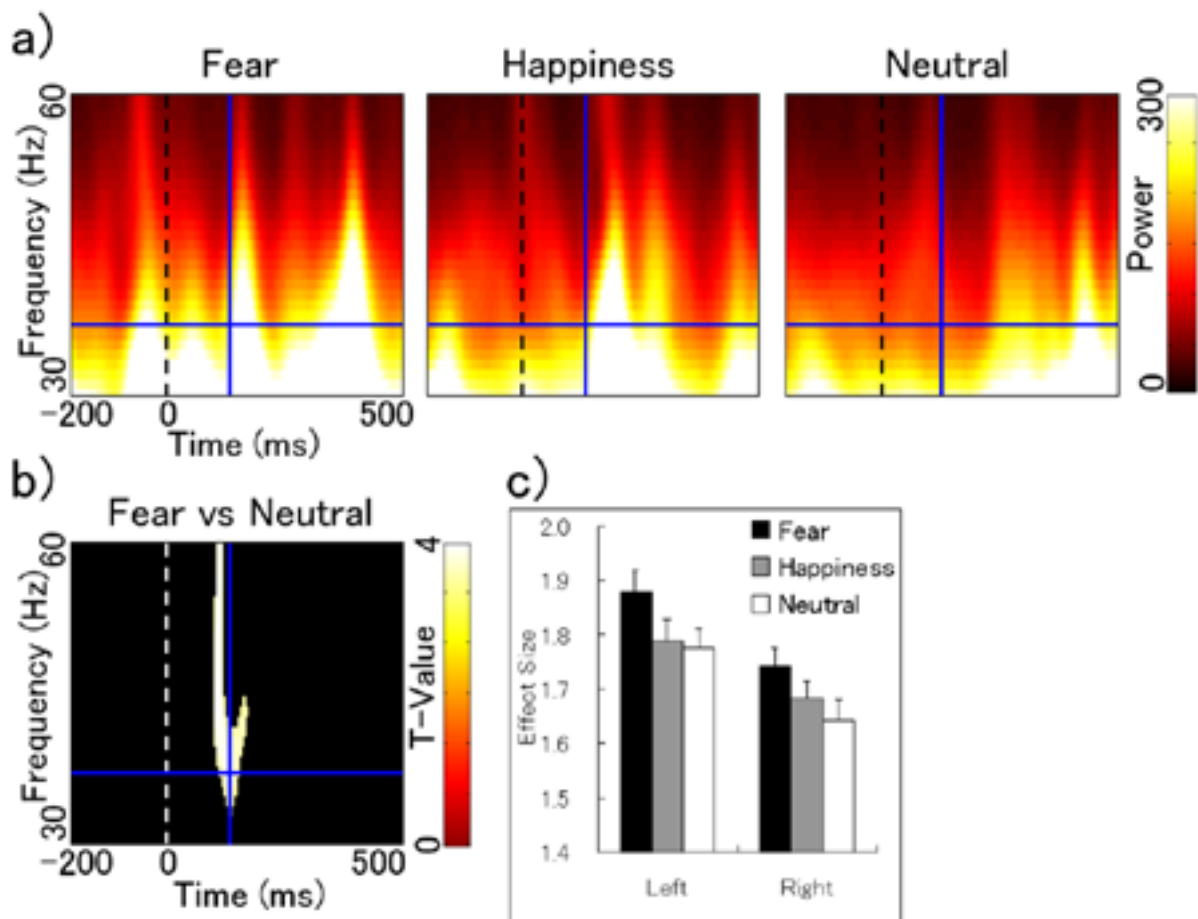 a)
Fear
Happiness
Neutral
Frequency (Hz)
60
30
-200
0
500
Time (ms)
Power
300
0
b)
Fear vs Neutral
Frequency (Hz)
60
30
-200
0
500
Time (ms)
T-Value
4
0
c)
Effect Size
2.0
1.9
1.8
1.7
1.6
1.5
1.4
Fear
Happiness
Neutral
Left
Right